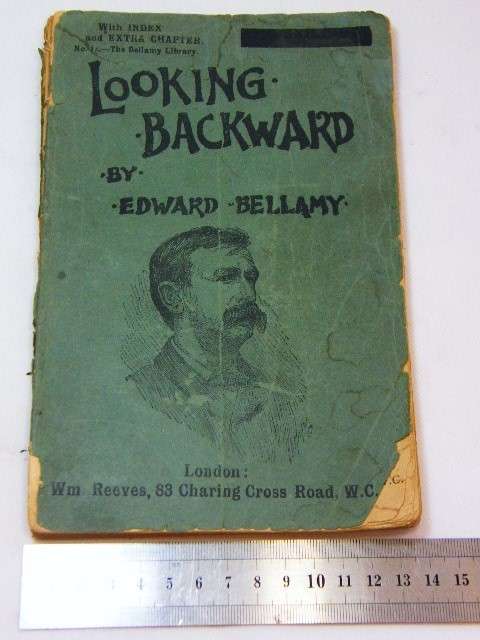 With INDEX
and EXTRA CHAPTER.
The Bellamy Library
LOOKING
BACKWARD
·BY·
·EDWARD·BELLAMY·
London:
Wm Reeves, 83 Charing Cross Road, W.C.
4 5 6 7 8 9 10 11 12 13 14 15